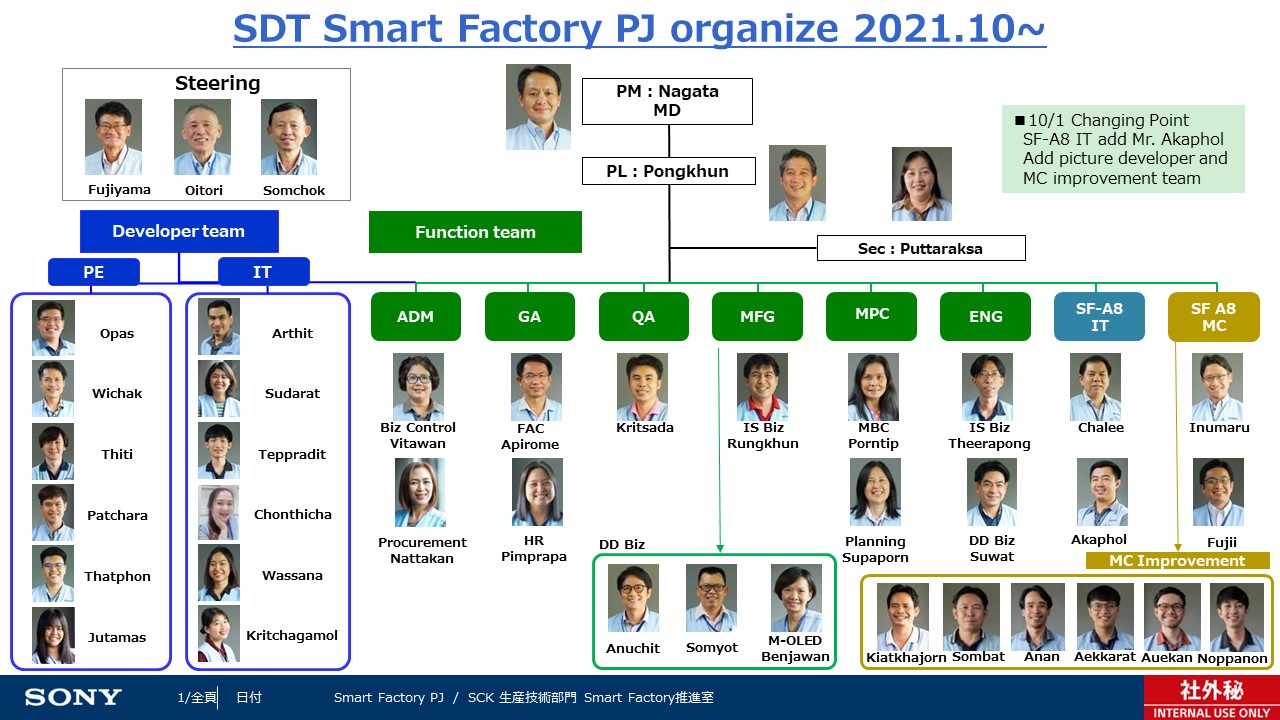 SDT Smart Factory PJ organize 2021.10~
Steering
Fujiyama
Oitori
Somchok
PM : Nagata
MD
PL : Pongkhun
Sec : Puttaraksa
■ 10/1 Changing Point
SF-A8 IT add Mr. Akaphol
Add picture developer and
MC improvement team
Developer team
Function team
PE
IT
Opas
Wichak
Thiti
Patchara
Thatphon
Jutamas
Arthit
Sudarat
Teppradit
Chonthicha
Wassana
Kritchagamol
ADM
GA
QA
MFG
MPC
ENG
SF-A8
IT
SF A8
MC
Biz Control
Vitawan
FAC
Apirome
Kritsada
IS Biz
Rungkhun
MBC
Porntip
IS Biz
Theerapong
Chalee
Inumaru
Procurement
Nattakan
HR
Pimprapa
Planning
Supaporn
DD Biz
Suwat
Akaphol
Fujii
DD Biz
Anuchit
Somyot
M-OLED
Benjawan
MC Improvement
Kiatkhajorn
Sombat
Anan
Aekkarat
Auekan
Noppanon
SONY
1/全頁
日付
Smart Factory PJ / SCK 生産技術部門 Smart Factory推進室
社外秘
INTERNAL USE ONLY